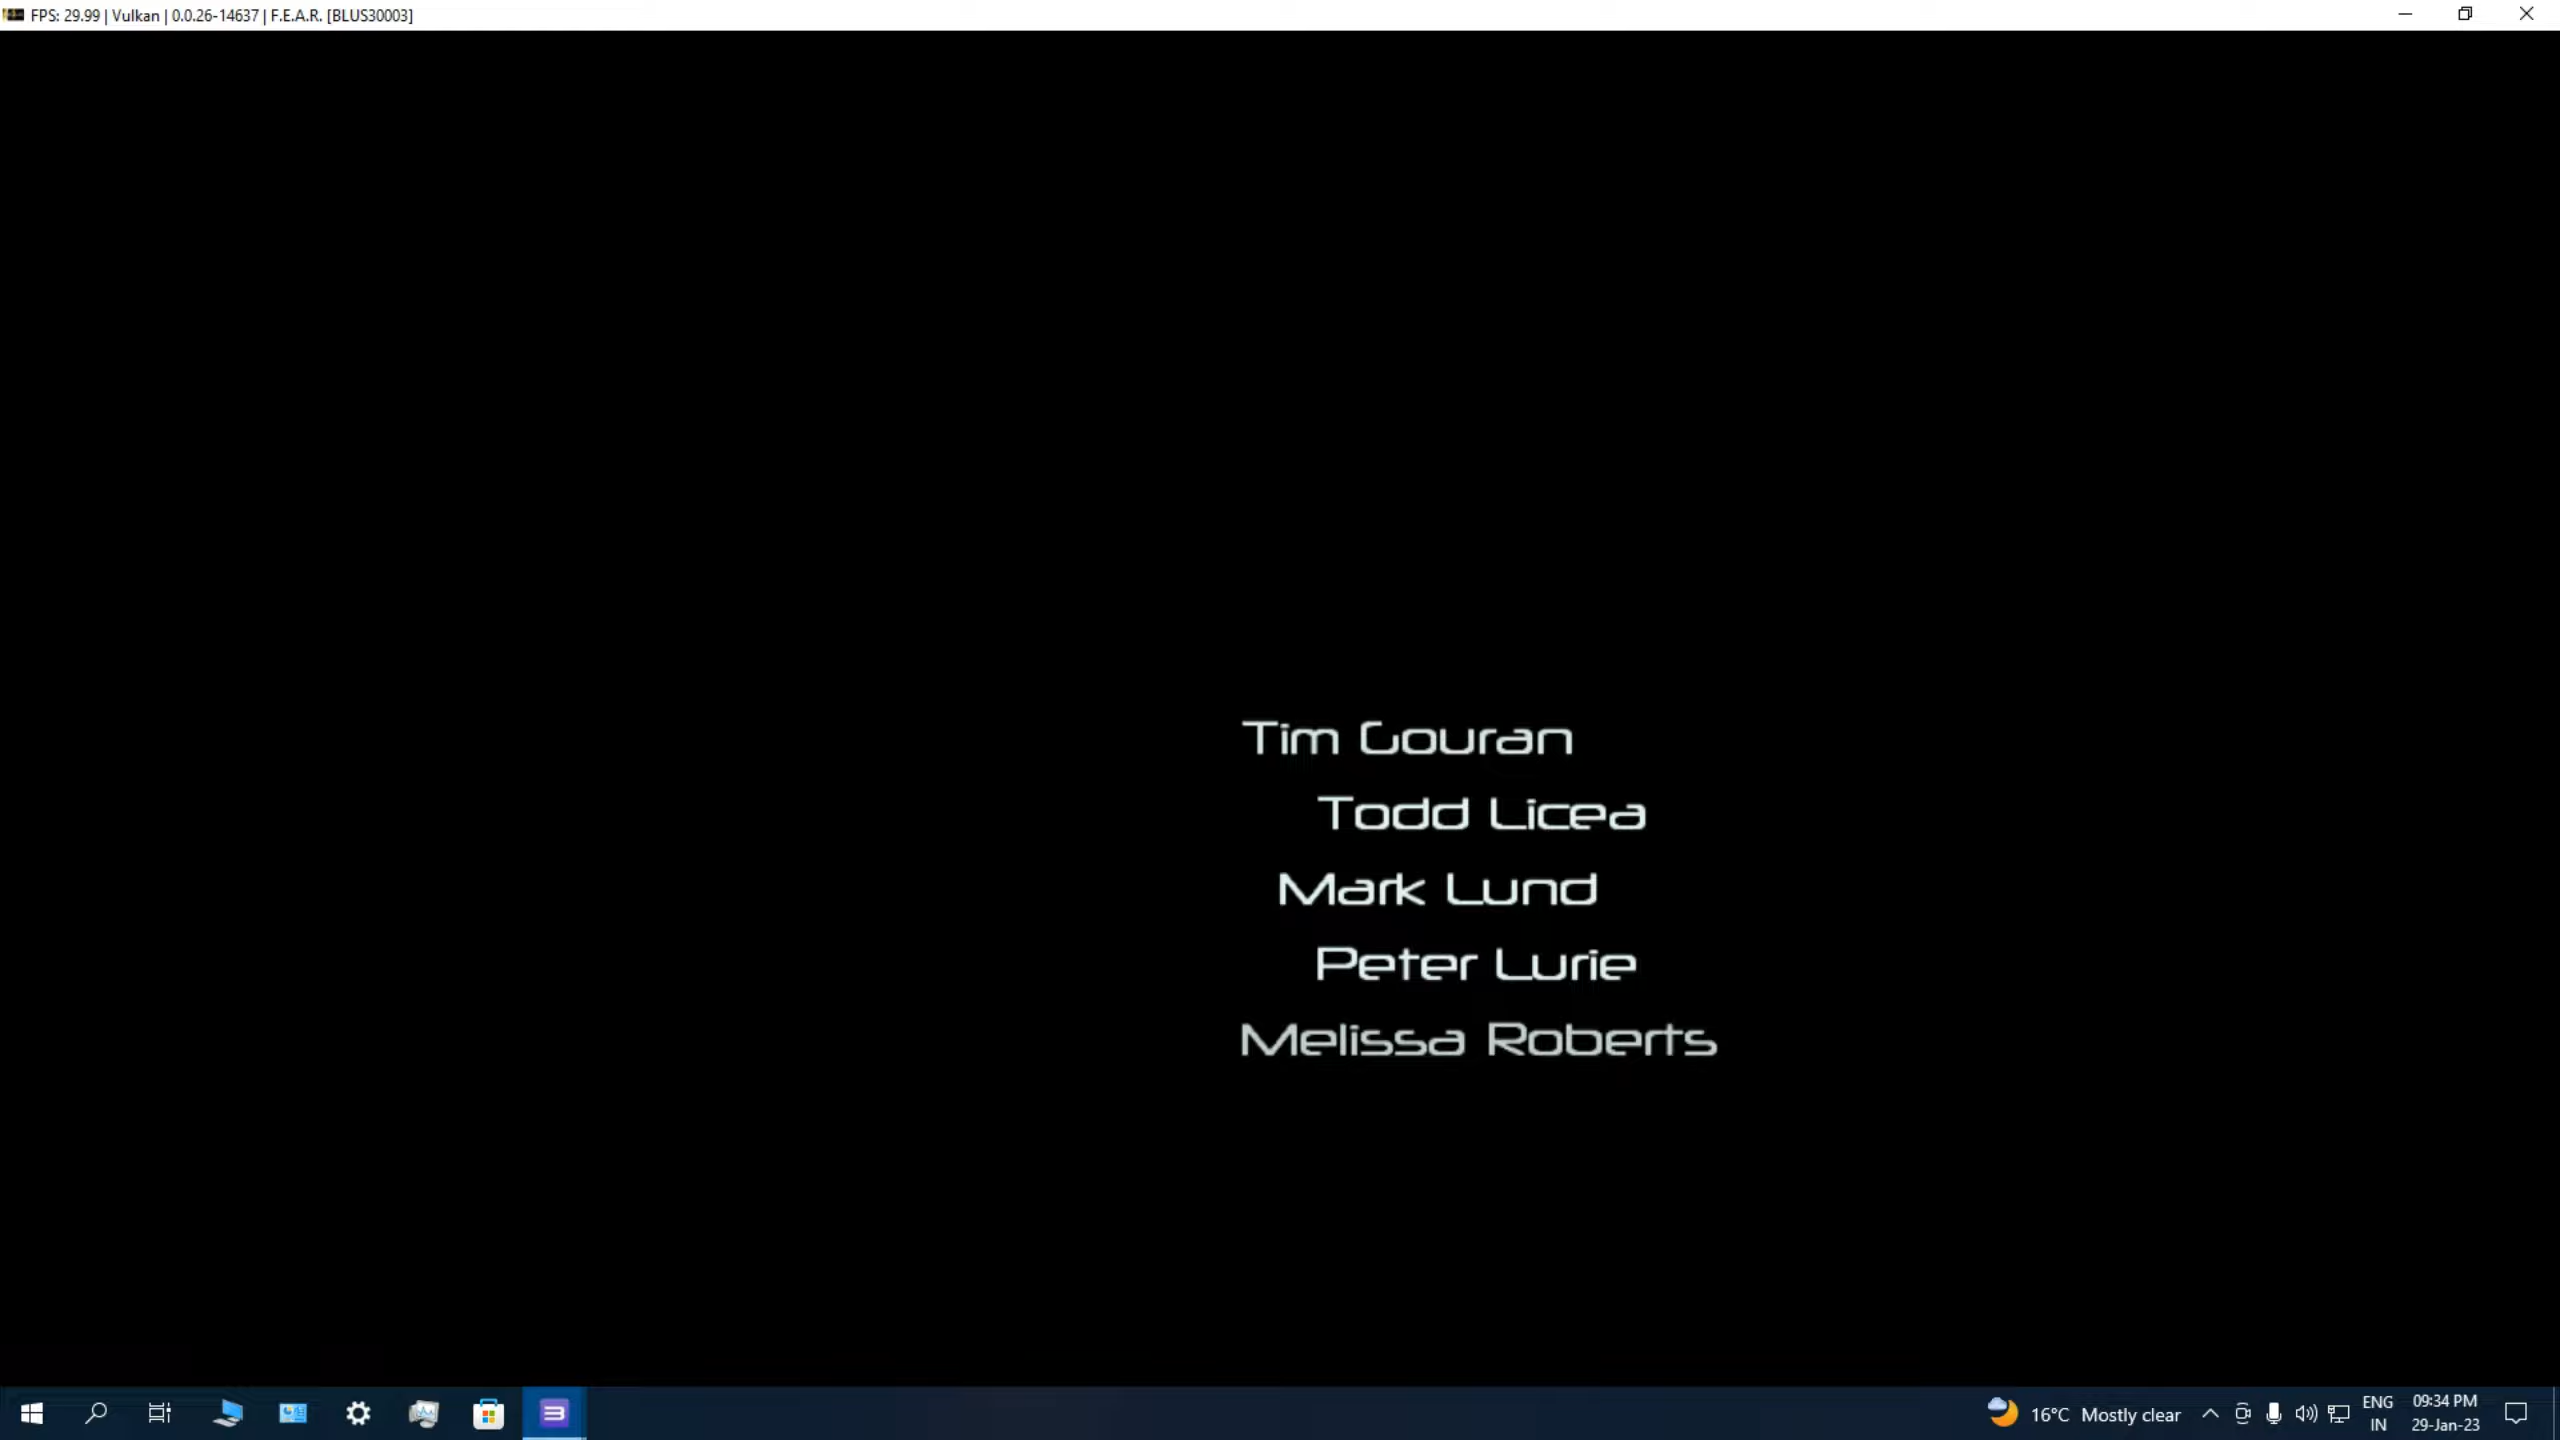 FPS: 29.99 | Vulkan | 0.0.26-14637 | F.E.A.R. [BLUS30003]
Tim Gouran
Todd Licea
Mark Lund
Peter Lurie
Melissa Roberts
16°C Mostly clear
ENG
IN
09:34 PM
29-Jan-23